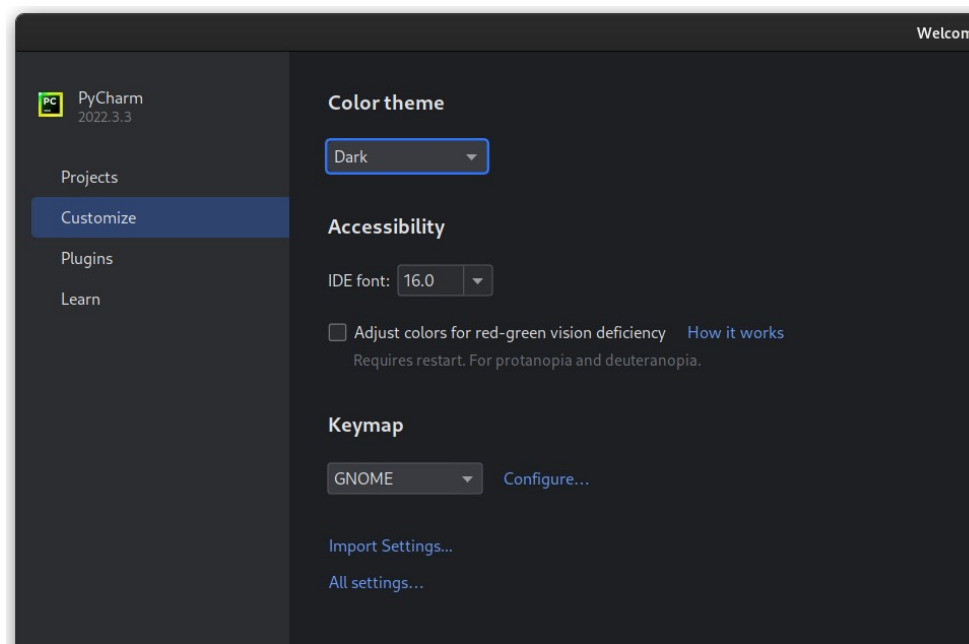 Welcom
PC
PyCharm
2022.3.3
Projects
Customize
Plugins
Learn
Color theme
Dark
Accessibility
IDE font: 16.0
Adjust colors for red-green vision deficiency How it works
Requires restart. For protanopia and deuteranopia.
Keymap
GNOME Configure...
Import Settings...
All settings...